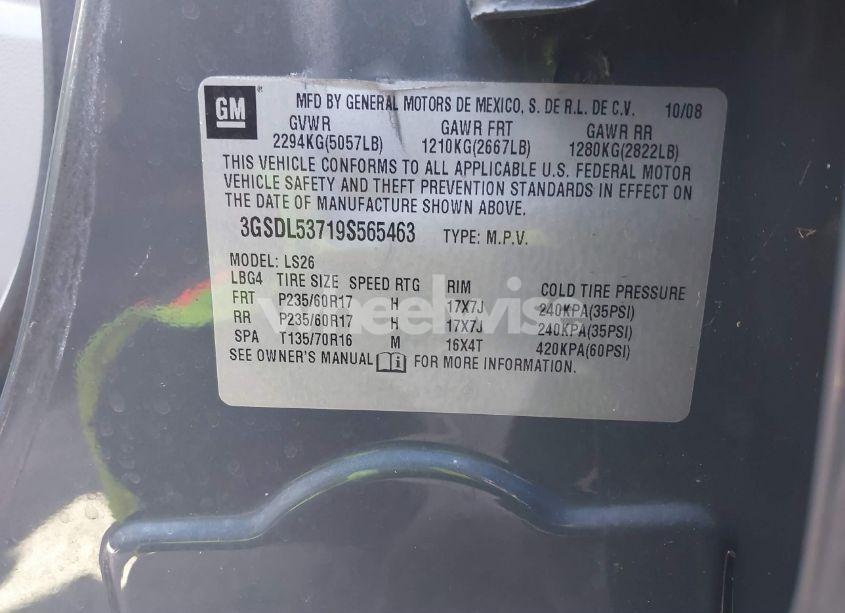 GM
MFD BY GENERAL MOTORS DE MEXICO, S. DE R.L. DE C.V. 10/08
GVWR GAWR FRT GAWR RR
2294KG(5057LB) 1210KG(2667LB) 1280KG(2822LB)
THIS VEHICLE CONFORMS TO ALL APPLICABLE U.S. FEDERAL MOTOR
VEHICLE SAFETY AND THEFT PREVENTION STANDARDS IN EFFECT ON
THE DATE OF MANUFACTURE SHOWN ABOVE.
3GSDL53719S565463 TYPE: M.P.V.
MODEL: LS26
LBG4 TIRE SIZE SPEED RTG RIM COLD TIRE PRESSURE
FRT P235/60R17 H 17X7J 240KPA(35PSI)
RR P235/60R17 H 17X7J 240KPA(35PSI)
SPA T135/70R16 M 16X4T 420KPA(60PSI)
SEE OWNER'S MANUAL i FOR MORE INFORMATION.
wheelwise